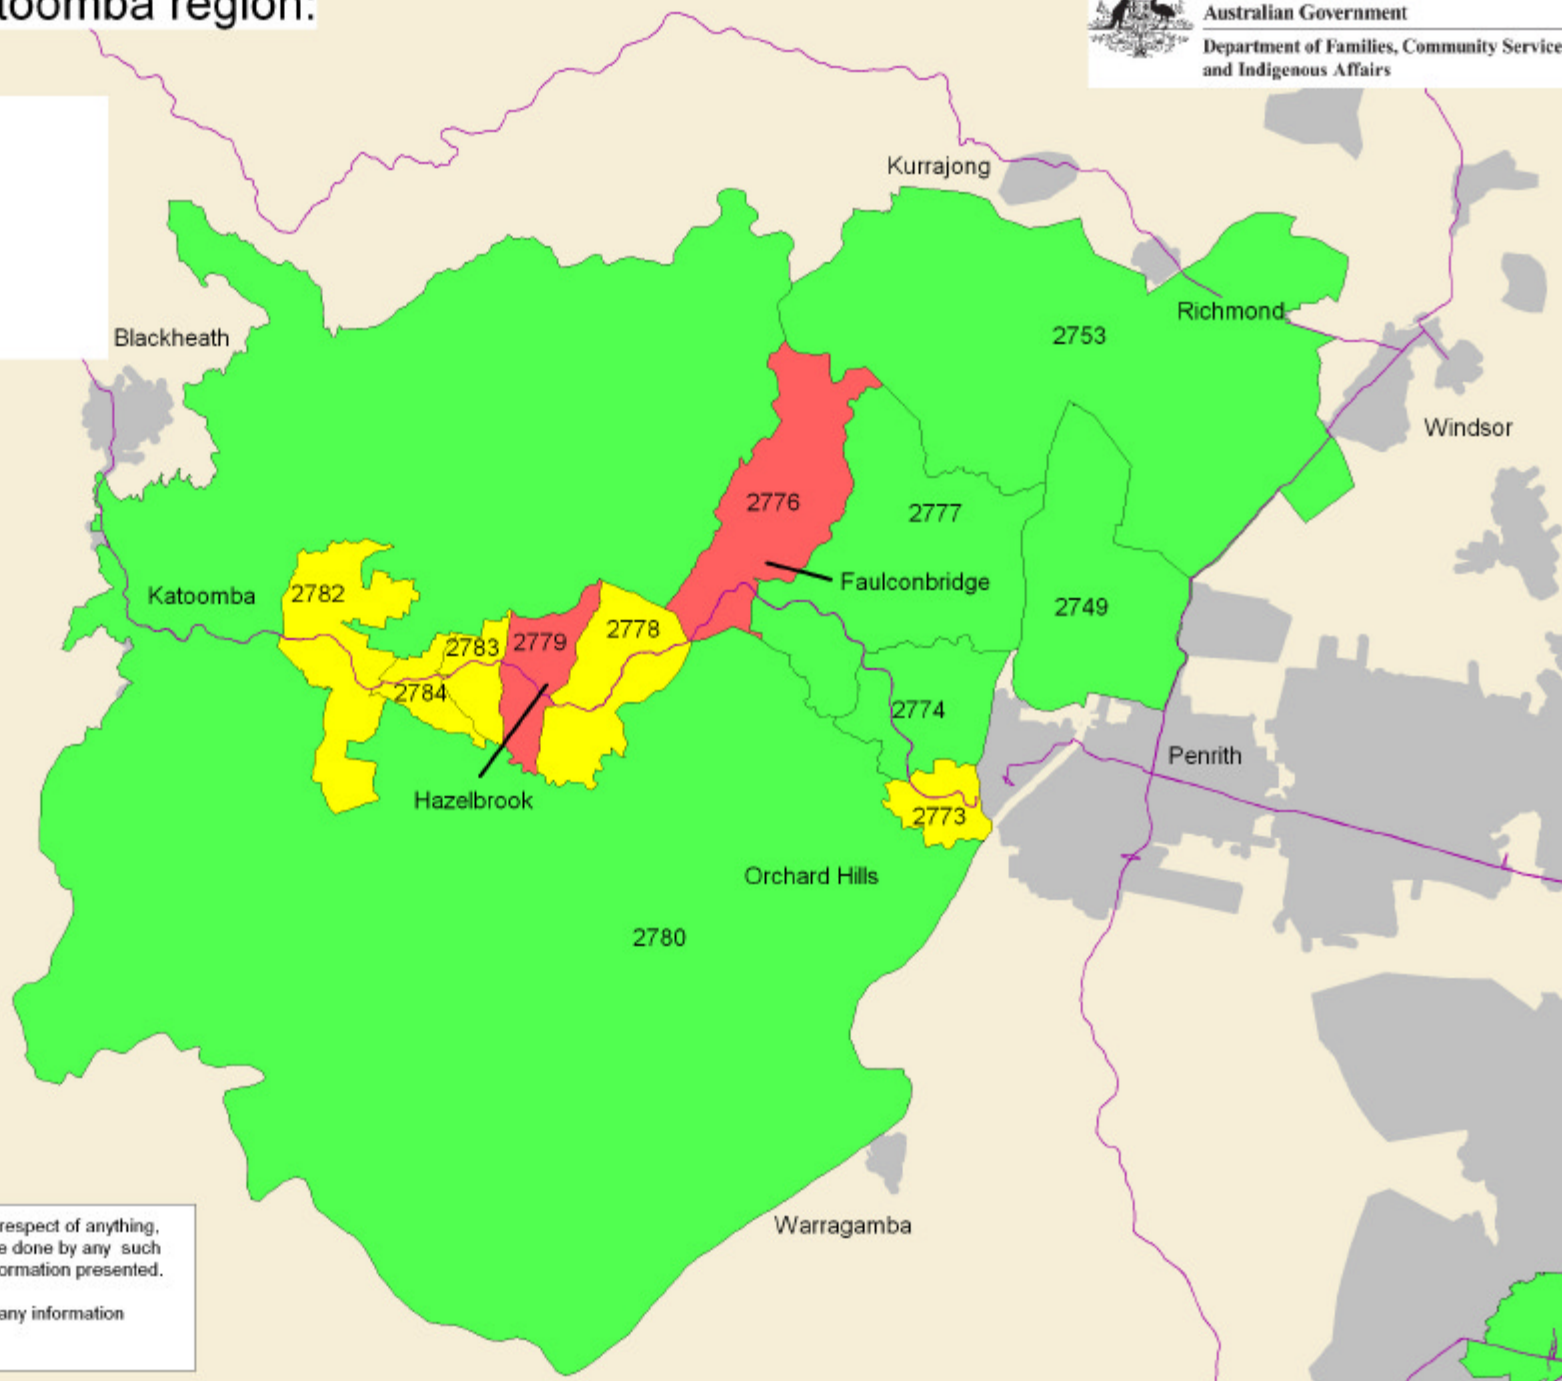 toomba region:
Australian Government
Department of Families, Community Service
and Indigenous Affairs
Kurrajong
Richmond
Blackheath
2753
Windsor
2776
2777
Faulconbridge
Katoomba
2782
2749
2778
2783
2779
2784
2774
Penrith
Hazelbrook
2773
Orchard Hills
2780
Warragamba
respect of anything,
e done by any such
ormation presented.
any information